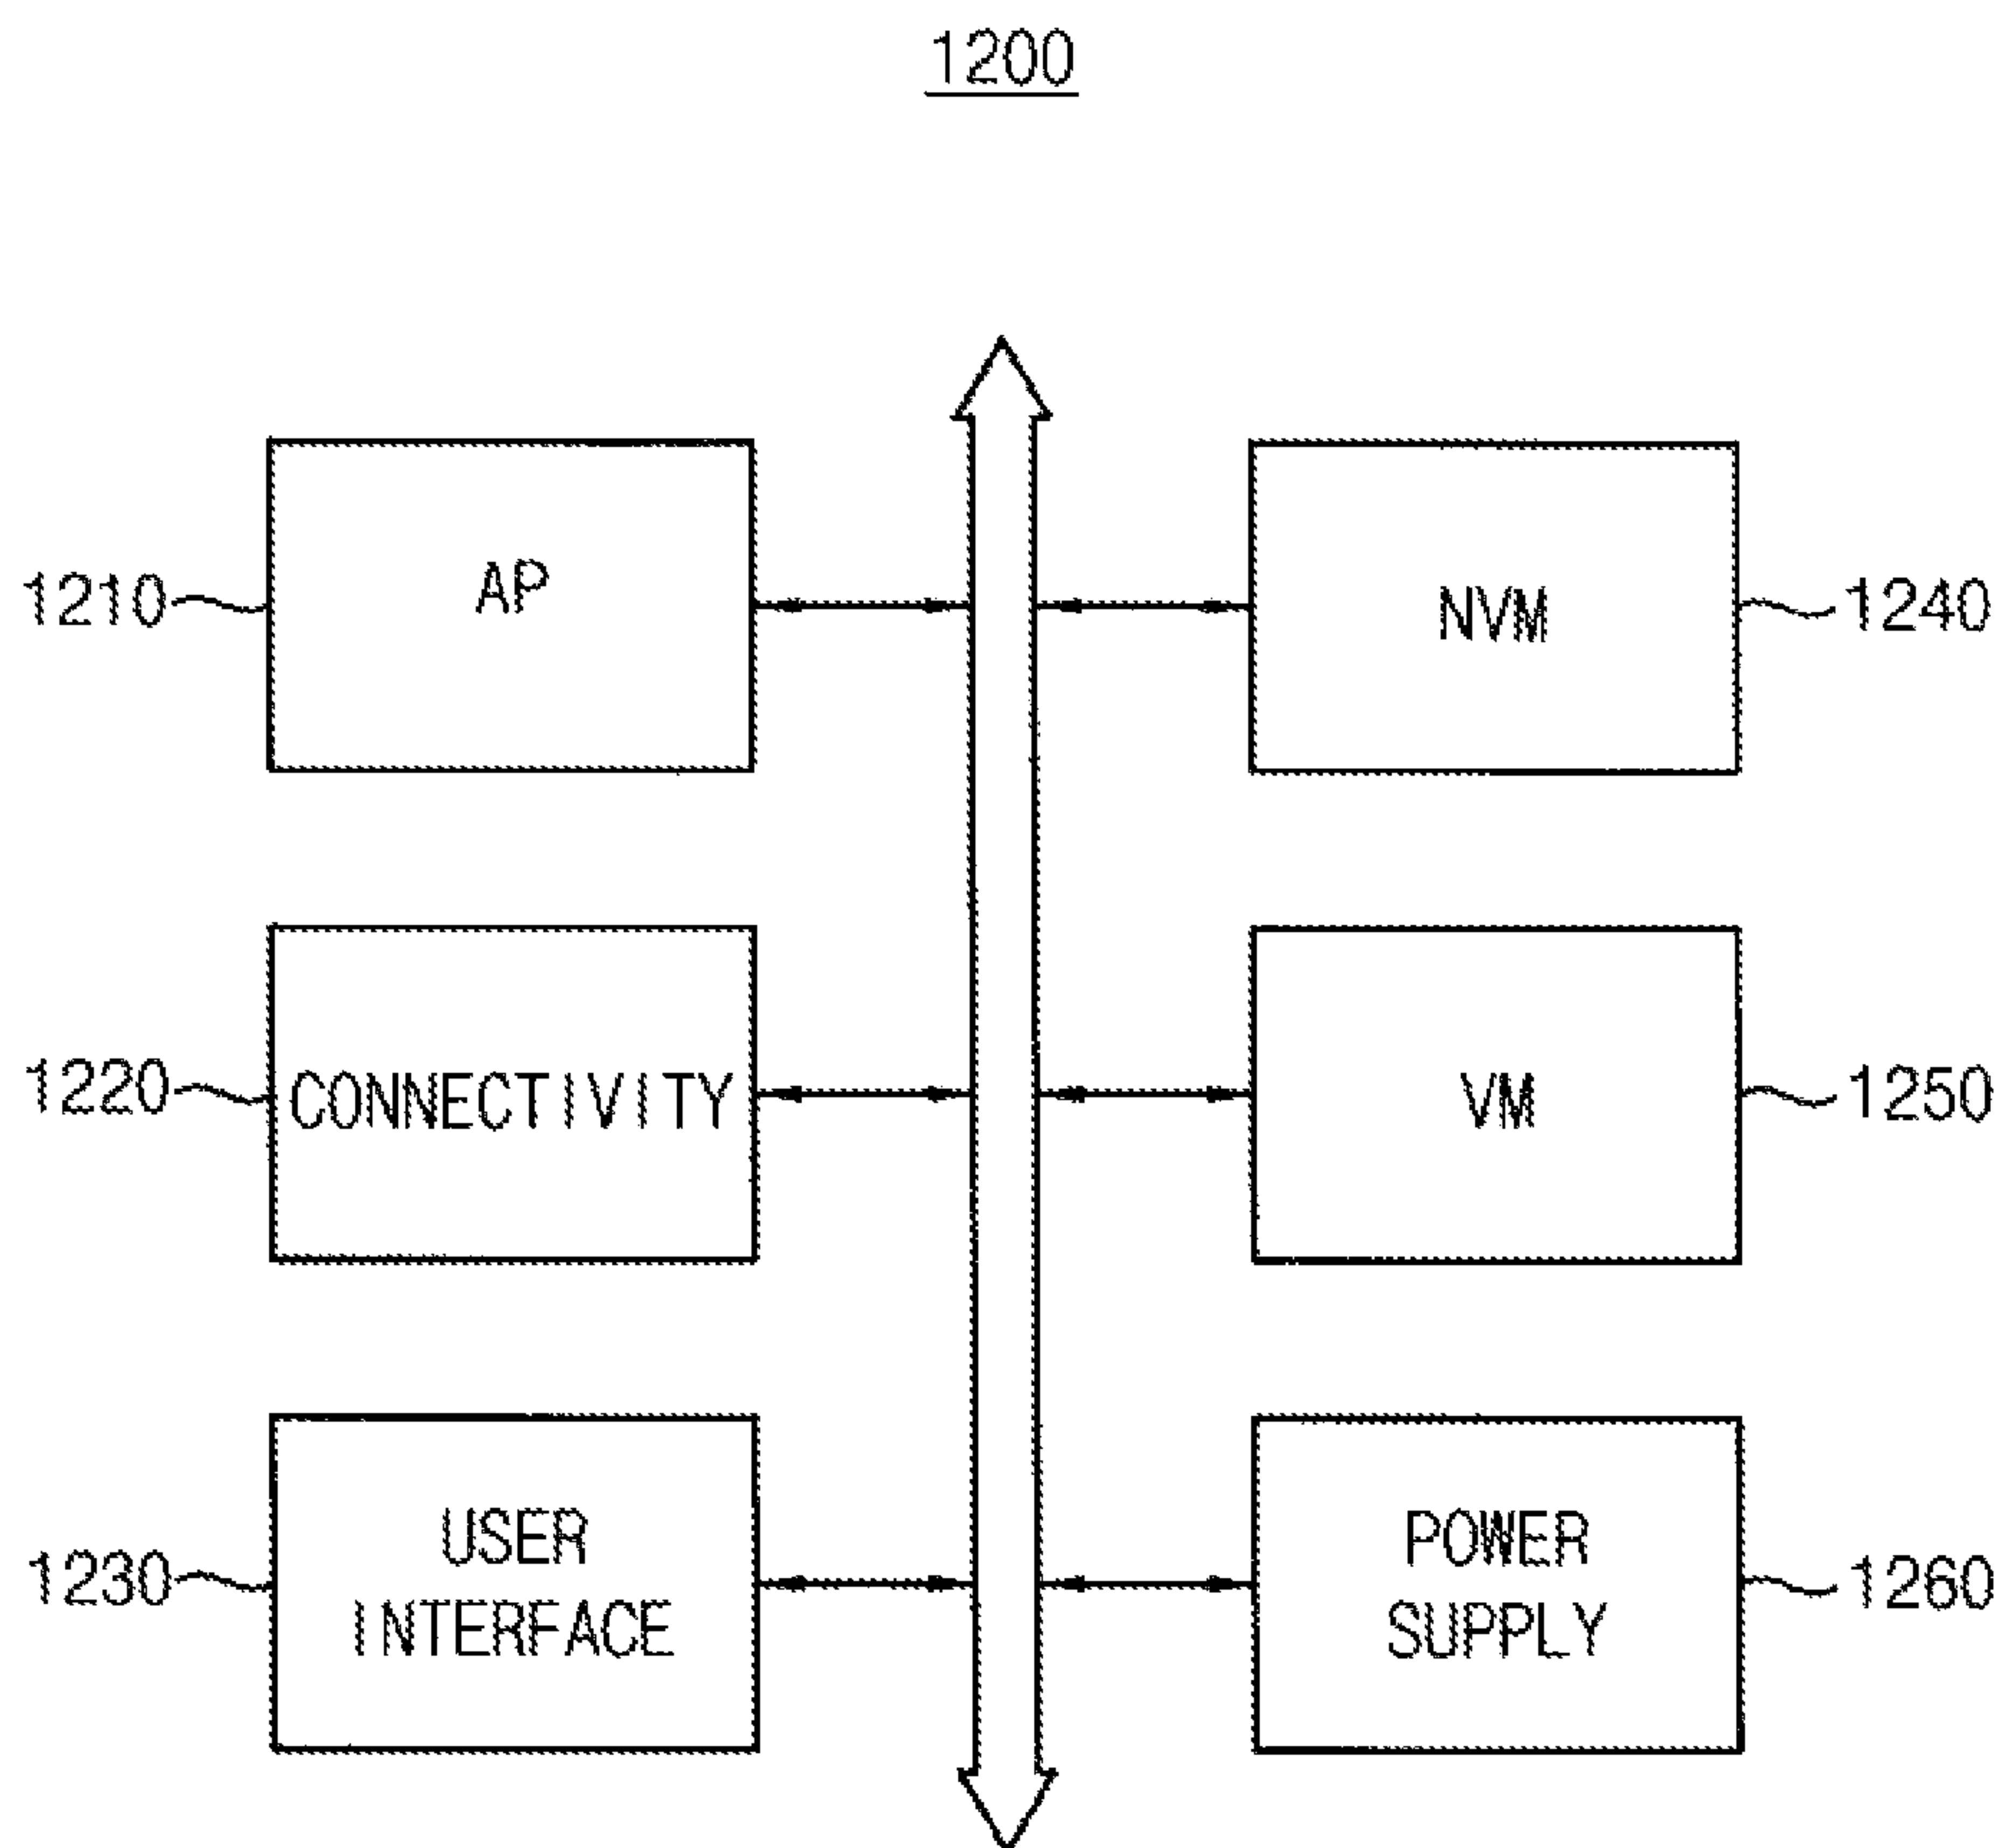 1200
1210
AP
NVM
1240
1220
CONNECTIVITY
VM
1250
1230
USER
INTERFACE
POWER
SUPPLY
1260